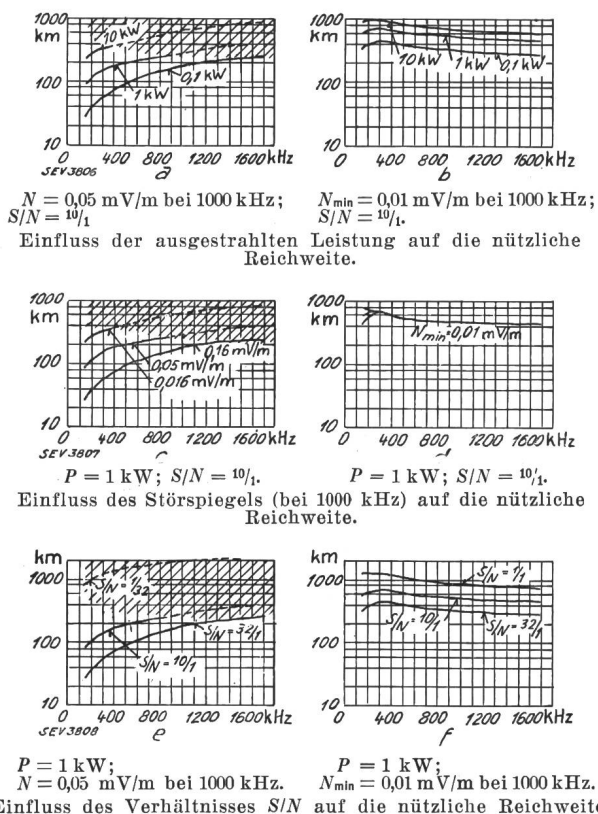 1000
km
100
10
10 kW
1 kW
0,1 kW
0 400 800 1200 1600 kHz
SEV3806
a
1000
km
100
10
10 kW 1 kW 0,1 kW
0 400 800 1200 1600 kHz
b
N = 0,05 mV/m bei 1000 kHz;
S/N = 10/1
Nmin = 0,01 mV/m bei 1000 kHz;
S/N = 10/1.
Einfluss der ausgestrahlten Leistung auf die nützliche
Reichweite.
1000
km
100
10
0,16 mV/m
0,05 mV/m
0,016 mV/m
0 400 800 1200 1600 kHz
SEV3807
c
1000
km
100
10
Nmin=0,01 mV/m
0 400 800 1200 1600 kHz
d
P = 1 kW; S/N = 10/1.
P = 1 kW; S/N = 10/1.
Einfluss des Störspiegels (bei 1000 kHz) auf die nützliche
Reichweite.
km
1000
100
10
S/N = 1/32
S/N = 32/1
S/N = 10/1
0 400 800 1200 1600 kHz
SEV3808
e
km
1000
100
10
S/N = 1/1
S/N = 10/1
S/N = 32/1
0 400 800 1200 1600 kHz
f
P = 1 kW;
N = 0,05 mV/m bei 1000 kHz.
P = 1 kW;
Nmin = 0,01 mV/m bei 1000 kHz.
Einfluss des Verhältnisses S/N auf die nützliche Reichweite